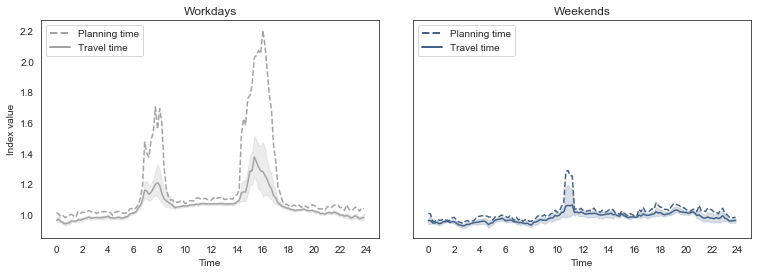 Workdays
Weekends
Planning time
Travel time
Planning time
Travel time
Index value
2.2
2.0
1.8
1.6
1.4
1.2
1.0
0 2 4 6 8 10 12 14 16 18 20 22 24
0 2 4 6 8 10 12 14 16 18 20 22 24
Time
Time